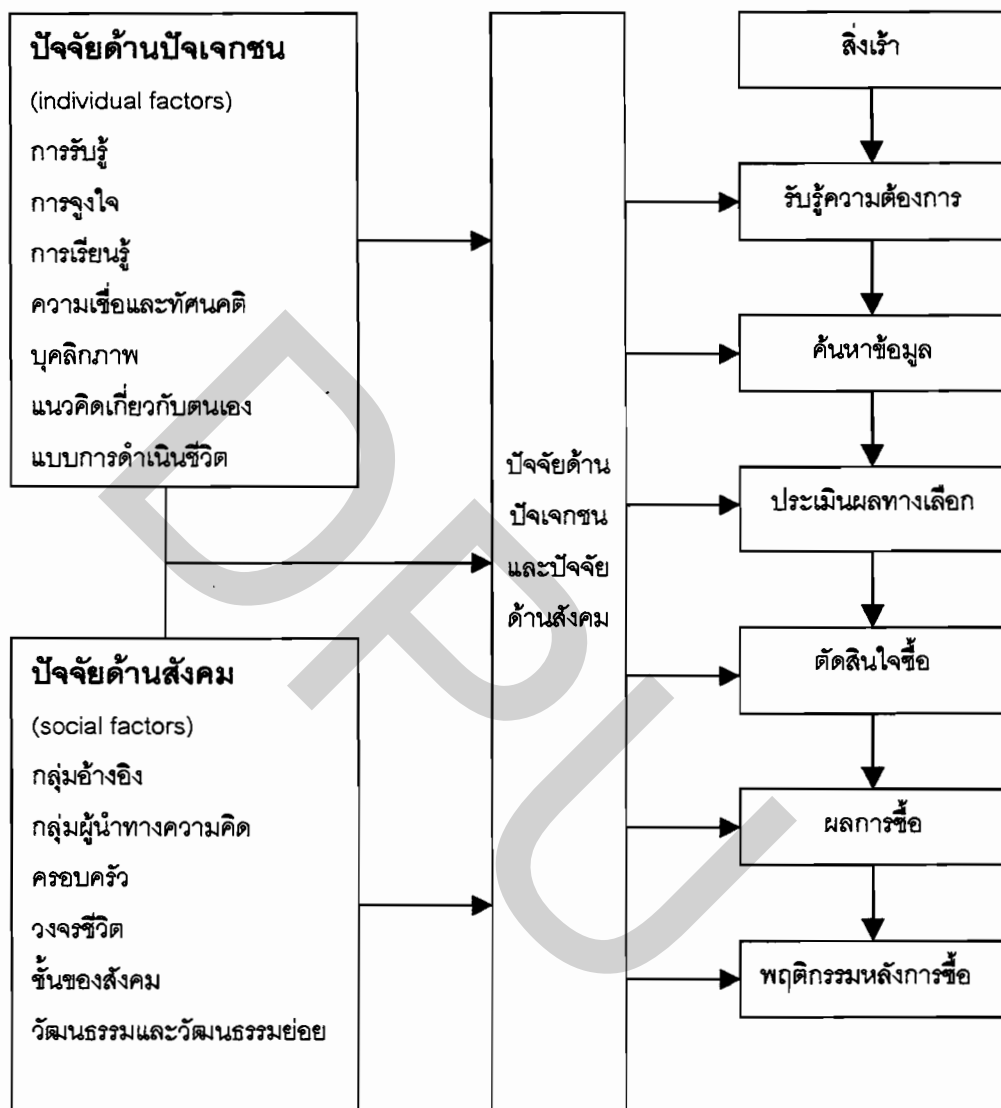 ปัจจัยด้านปัจเจกชน
(individual factors)
การรับรู้
การจูงใจ
การเรียนรู้
ความเชื่อและทัศนคติ
บุคลิกภาพ
แนวคิดเกี่ยวกับตนเอง
แบบการดำเนินชีวิต
ปัจจัยด้านสังคม
(social factors)
กลุ่มอ้างอิง
กลุ่มผู้นำทางความคิด
ครอบครัว
วงจรชีวิต
ชั้นของสังคม
วัฒนธรรมและวัฒนธรรมย่อย
ปัจจัยด้าน
ปัจเจกชน
และปัจจัย
ด้านสังคม
สิ่งเร้า
รับรู้ความต้องการ
ค้นหาข้อมูล
ประเมินผลทางเลือก
ตัดสินใจซื้อ
ผลการซื้อ
พฤติกรรมหลังการซื้อ
DPU